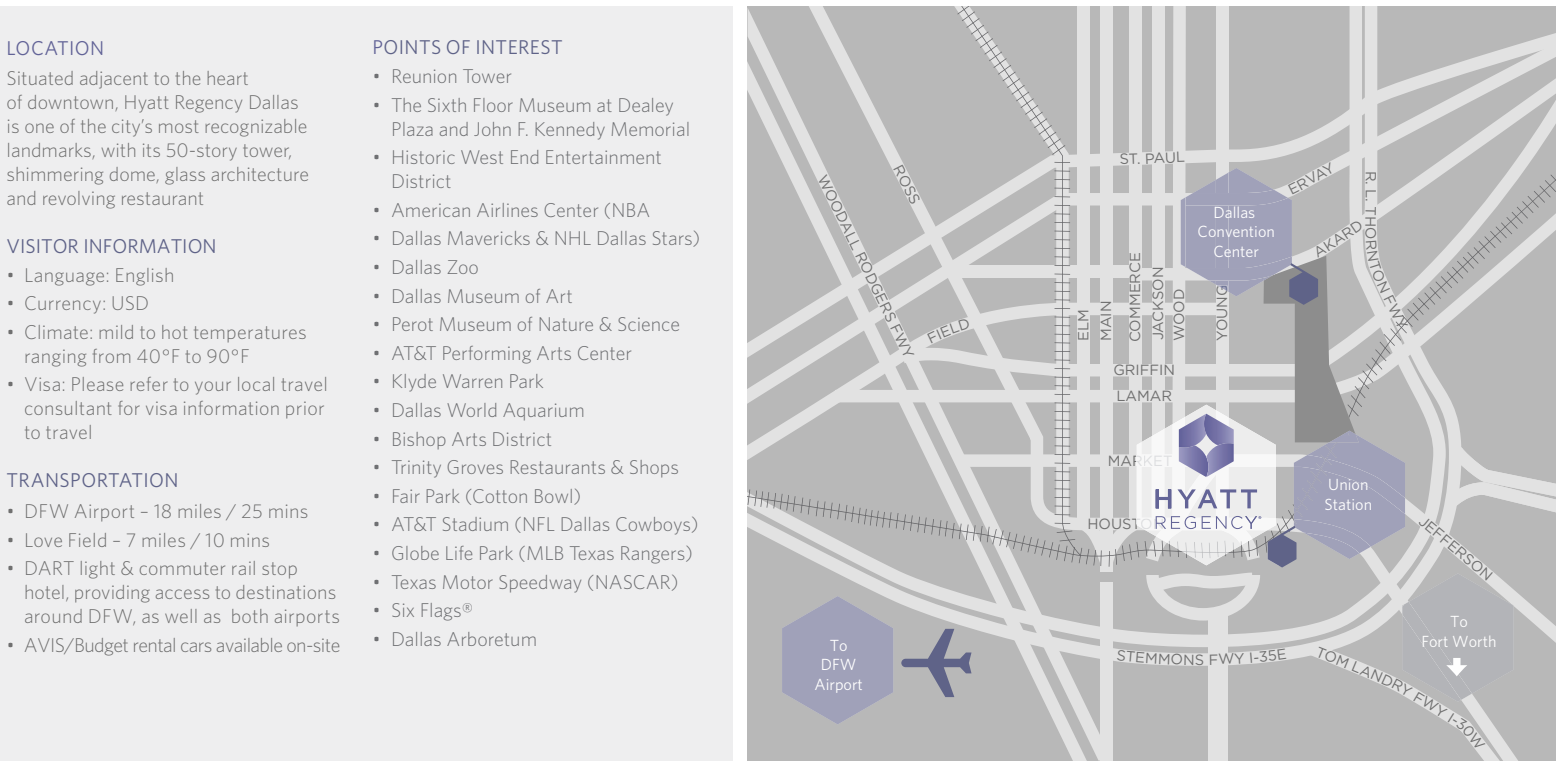 LOCATION
Situated adjacent to the heart
of downtown, Hyatt Regency Dallas
is one of the city's most recognizable
landmarks, with its 50-story tower,
shimmering dome, glass architecture
and revolving restaurant
VISITOR INFORMATION
• Language: English
• Currency: USD
• Climate: mild to hot temperatures
ranging from 40°F to 90°F
• Visa: Please refer to your local travel
consultant for visa information prior
to travel
TRANSPORTATION
• DFW Airport – 18 miles / 25 mins
• Love Field – 7 miles / 10 mins
• DART light & commuter rail stop
hotel, providing access to destinations
around DFW, as well as both airports
• AVIS/Budget rental cars available on-site
POINTS OF INTEREST
• Reunion Tower
• The Sixth Floor Museum at Dealey
Plaza and John F. Kennedy Memorial
• Historic West End Entertainment
District
• American Airlines Center (NBA
• Dallas Mavericks & NHL Dallas Stars)
• Dallas Zoo
• Dallas Museum of Art
• Perot Museum of Nature & Science
• AT&T Performing Arts Center
• Klyde Warren Park
• Dallas World Aquarium
• Bishop Arts District
• Trinity Groves Restaurants & Shops
• Fair Park (Cotton Bowl)
• AT&T Stadium (NFL Dallas Cowboys)
• Globe Life Park (MLB Texas Rangers)
• Texas Motor Speedway (NASCAR)
• Six Flags®
• Dallas Arboretum
ST. PAUL
ERVAY
R. L. THORNTON FWY
ROSS
WOODALL RODGERS FWY
Dallas
Convention
Center
AKARD
FIELD
ELM
MAIN
COMMERCE
JACKSON
WOOD
YOUNG
GRIFFIN
LAMAR
MARKET
HYATT
REGENCY®
HOUSTO
Union
Station
JEFFERSON
To
DFW
Airport
STEMMONS FWY I-35E
TOM LANDRY FWY I-30W
To
Fort Worth